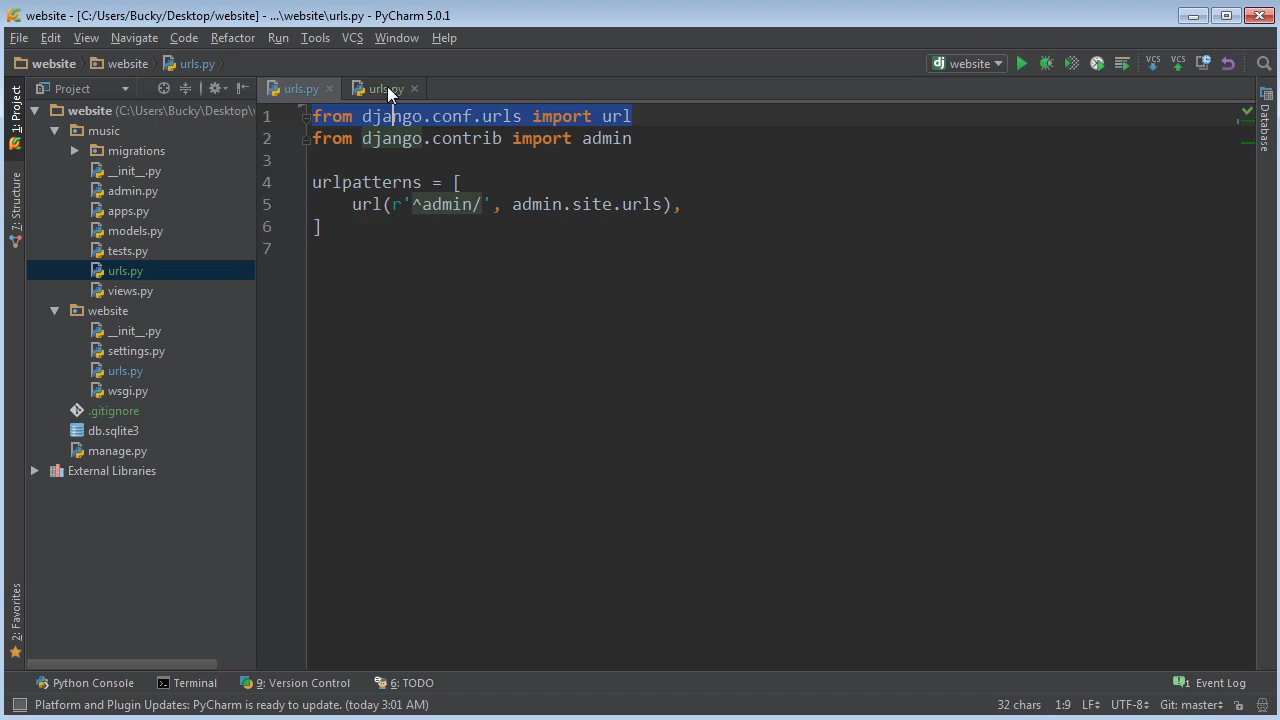 website - [C:/Users/Bucky/Desktop/website] - ...\website\urls.py - PyCharm 5.0.1
File Edit View Navigate Code Refactor Run Tools VCS Window Help
website website urls.py website VCS VCS
1: Project
7: Structure
2: Favorites
Project
website (C:\Users\Bucky\Desktop\
music
migrations
__init__.py
admin.py
apps.py
models.py
tests.py
urls.py
views.py
website
__init__.py
settings.py
urls.py
wsgi.py
.gitignore
db.sqlite3
manage.py
External Libraries
urls.py urls.py
1 from django.conf.urls import url
2 from django.contrib import admin
3
4 urlpatterns = [
5 url(r'^admin/', admin.site.urls),
6 ]
7
Database
Python Console Terminal 9: Version Control 6: TODO 1 Event Log
Platform and Plugin Updates: PyCharm is ready to update. (today 3:01 AM) 32 chars 1:9 LF÷ UTF-8÷ Git: master÷